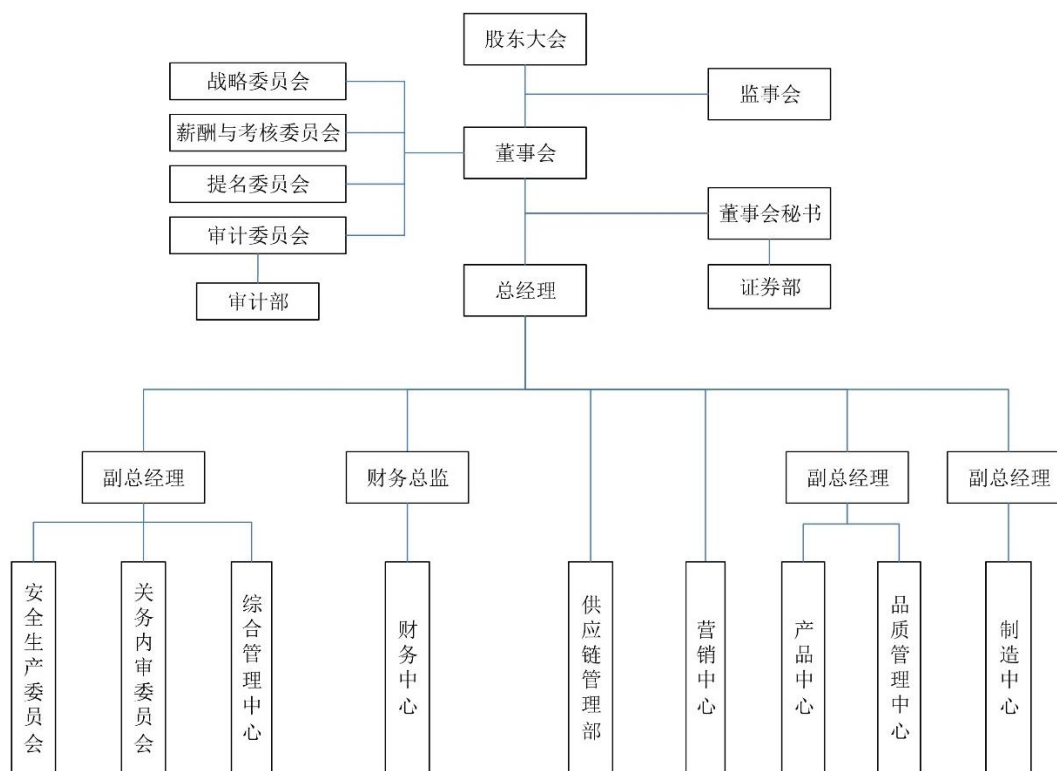 股东大会
战略委员会
监事会
薪酬与考核委员会
董事会
提名委员会
董事会秘书
审计委员会
总经理
证券部
审计部
副总经理
财务总监
副总经理
副总经理
安全生产委员会
关务内审委员会
综合管理中心
财务中心
供应链管理部
营销中心
产品中心
品质管理中心
制造中心